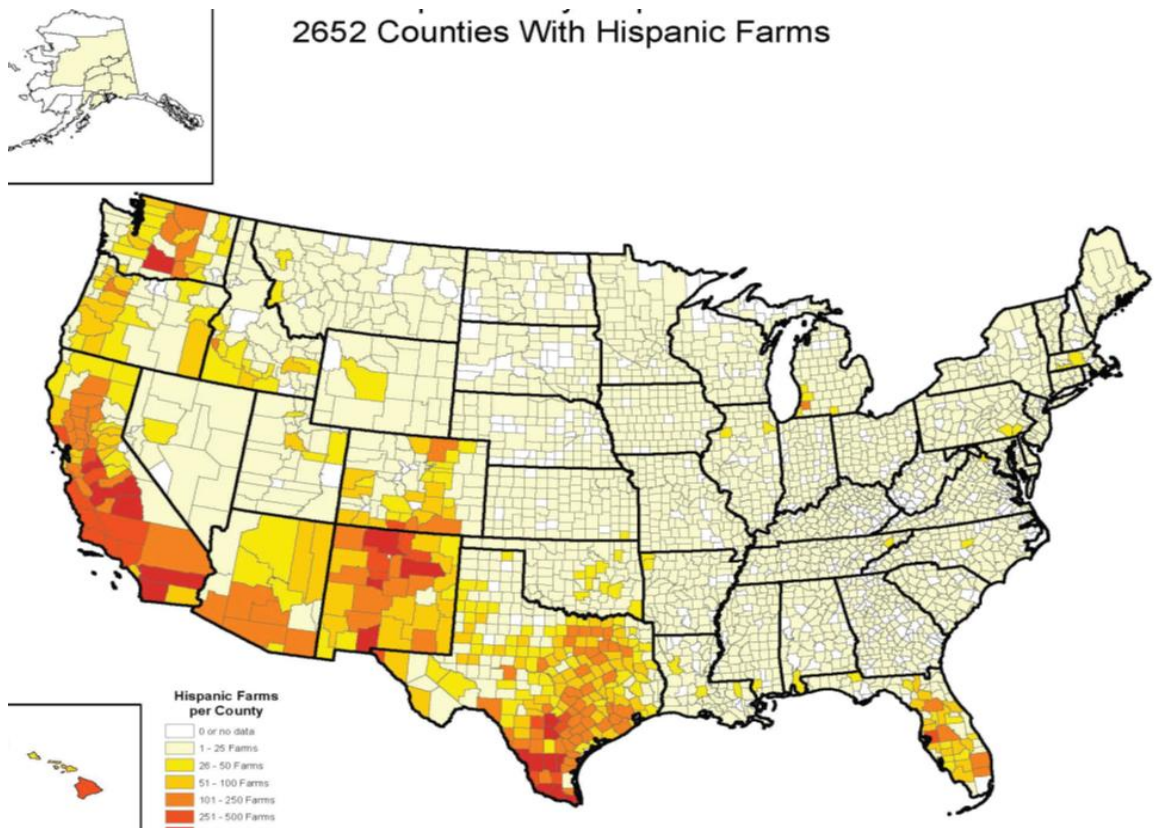 2652 Counties With Hispanic Farms
Hispanic Farms
per County
0 or no data
1 - 25 Farms
26 - 50 Farms
51 - 100 Farms
101 - 250 Farms
251 - 500 Farms